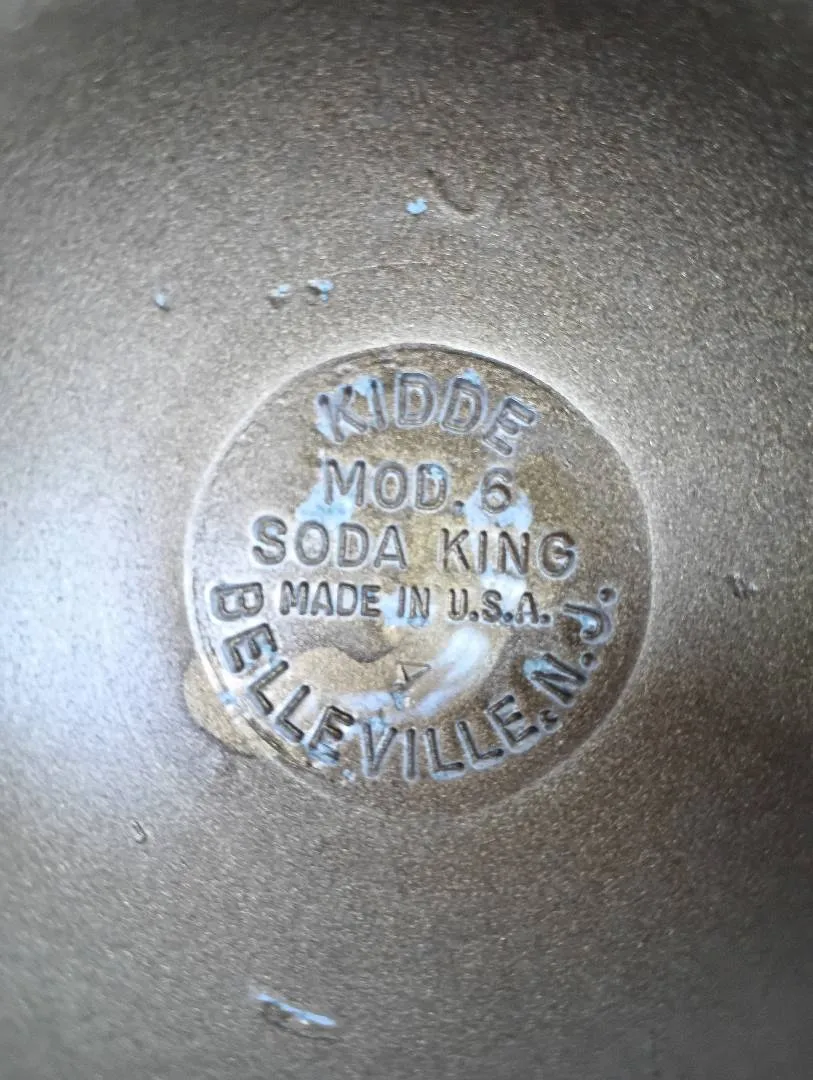 KIDDE
MOD. 6
SODA KING
MADE IN U.S.A.
BELLEVILLE, N.J.